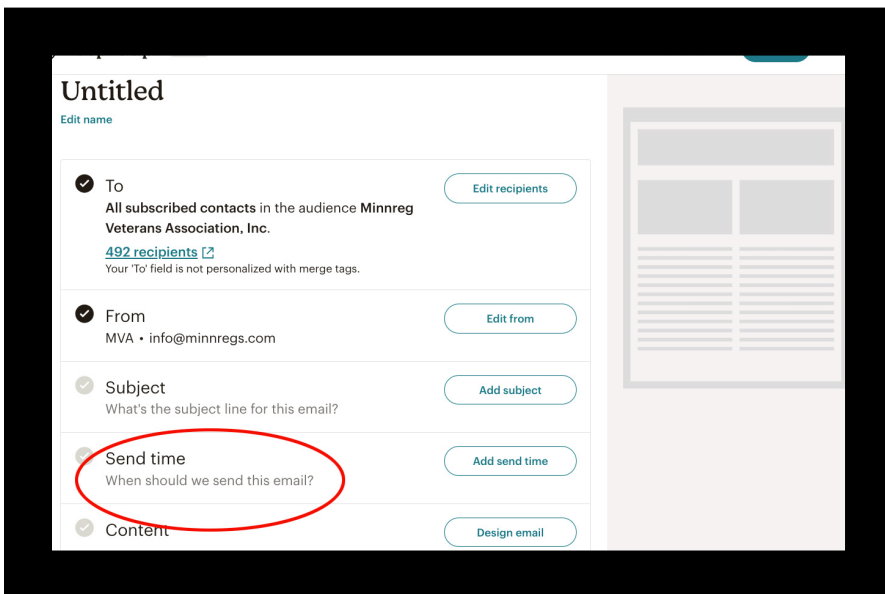 Untitled
Edit name
To
Edit recipients
All subscribed contacts in the audience Minnreg
Veterans Association, Inc.
492 recipients
Your 'To' field is not personalized with merge tags.
From
Edit from
MVA • info@minnregs.com
Subject
Add subject
What's the subject line for this email?
Send time
Add send time
When should we send this email?
Content
Design email